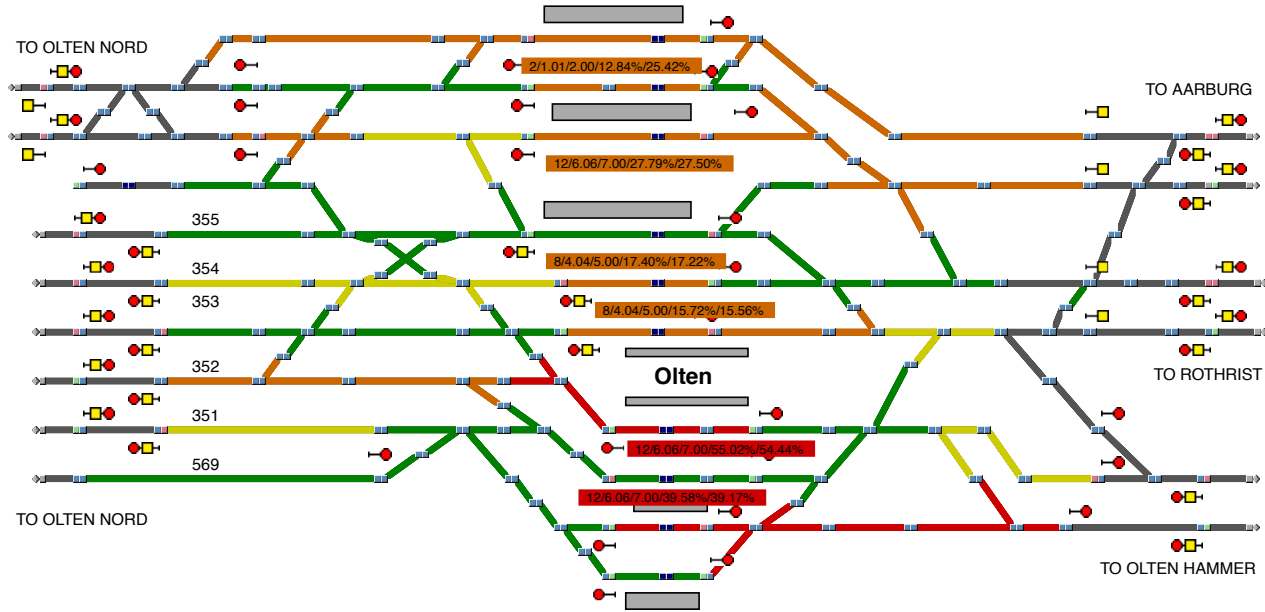 TO OLTEN NORD
2/1.01/2.00/12.84%/25.42%
TO AARBURG
12/6.06/7.00/27.79%/27.50%
355
8/4.04/5.00/17.40%/17.22%
354
353
8/4.04/5.00/15.72%/15.56%
352
Olten
TO ROTHRIST
351
12/6.06/7.00/55.02%/54.44%
569
12/6.06/7.00/39.58%/39.17%
TO OLTEN NORD
TO OLTEN HAMMER